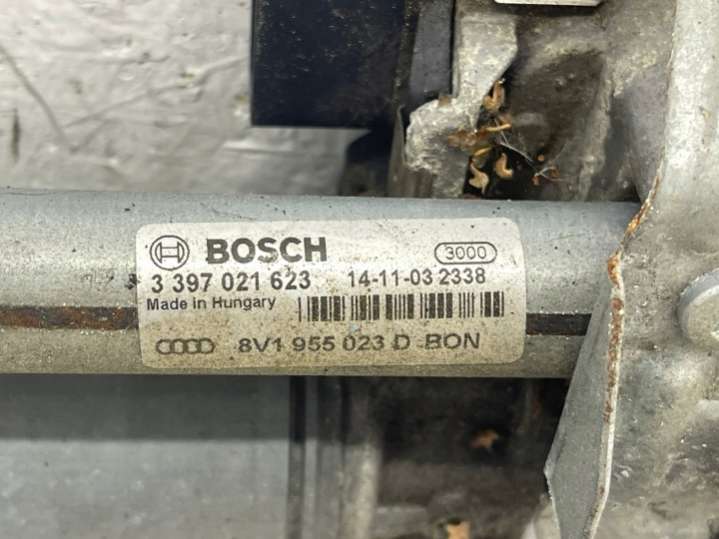 BOSCH 3000
3 397 021 623 14-11-03 2338
Made in Hungary
8V1 955 023 D BON